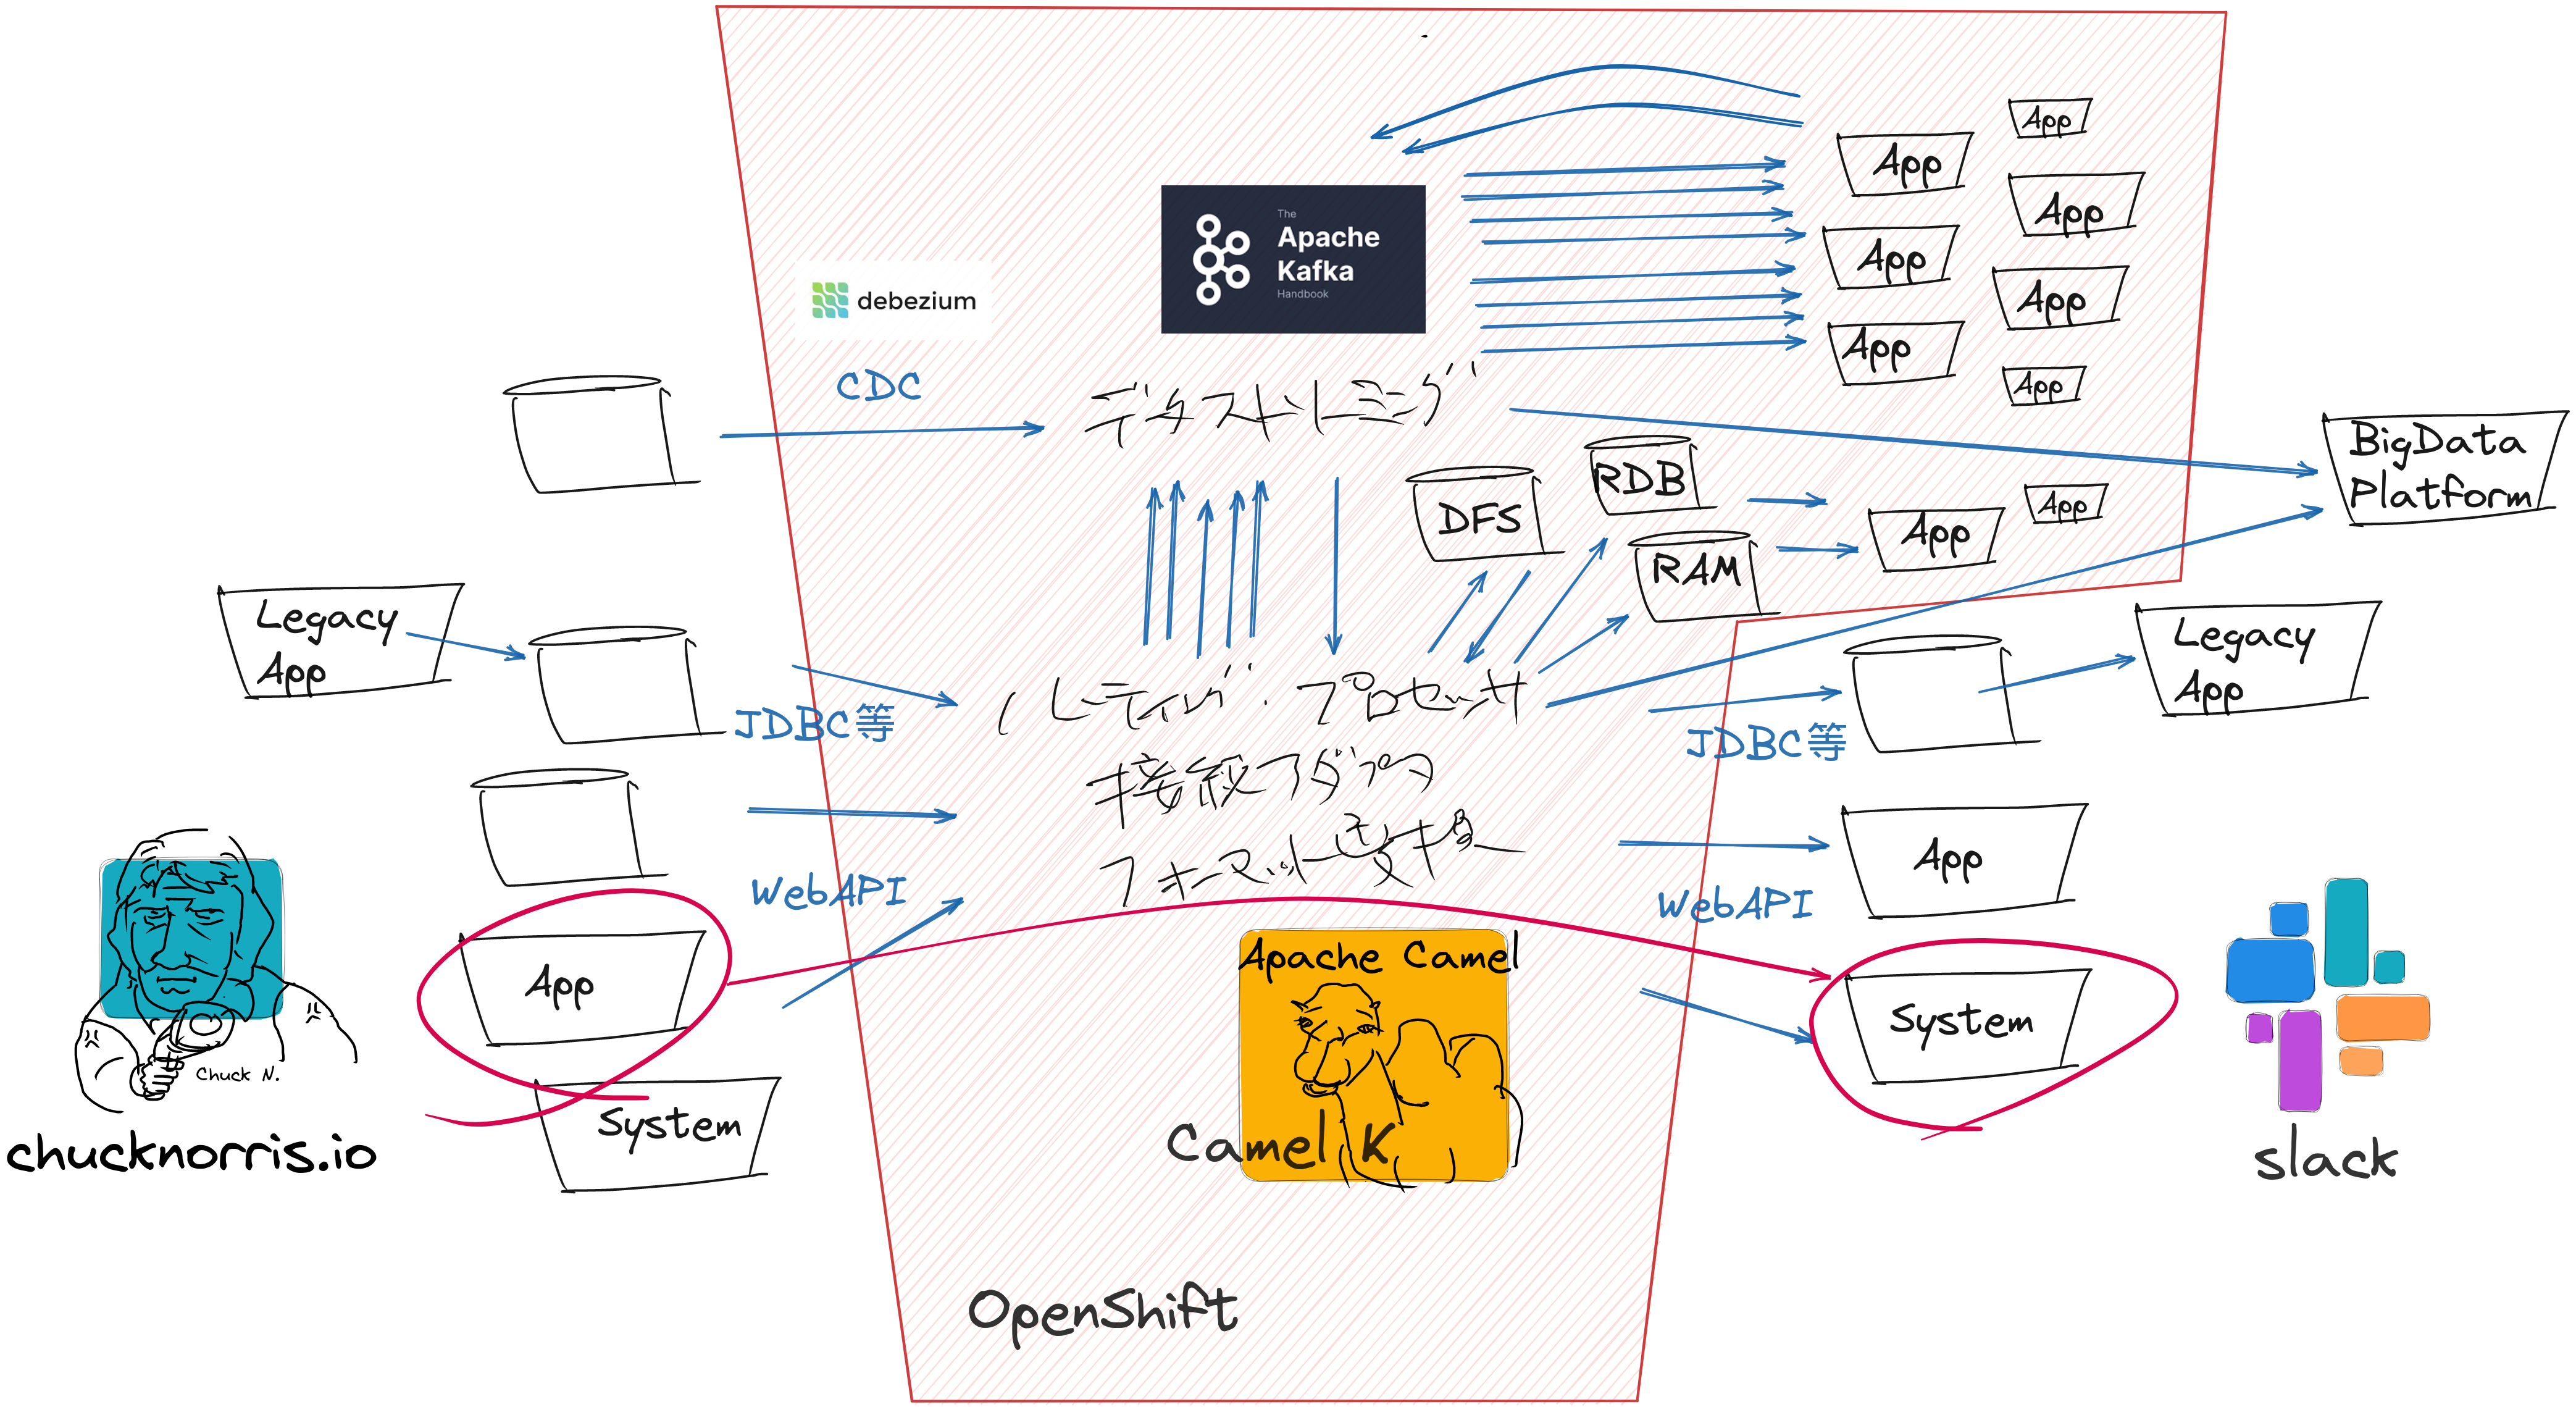 App
App
App
App
App
App
App
The
Apache
Kafka
Handbook
debezium
CDC
データストリーミング
BigData
Platform
RDB
DFS
RAM
App
App
Legacy
App
JDBC等
ルーティング・プロセッサ
JDBC等
Legacy
App
接続アダプタ
フォーマット変換
WebAPI
WebAPI
App
App
Apache Camel
System
System
Chuck N.
Camel K
chucknorris.io
slack
OpenShift